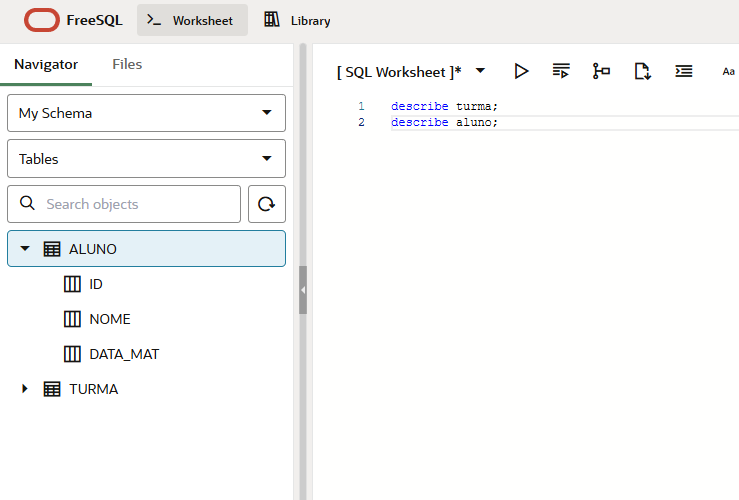 FreeSQL
Worksheet
Library
Navigator
Files
My Schema
Tables
Search objects
ALUNO
ID
NOME
DATA_MAT
TURMA
[ SQL Worksheet ]*
Aa
1 describe turma;
2 describe aluno;